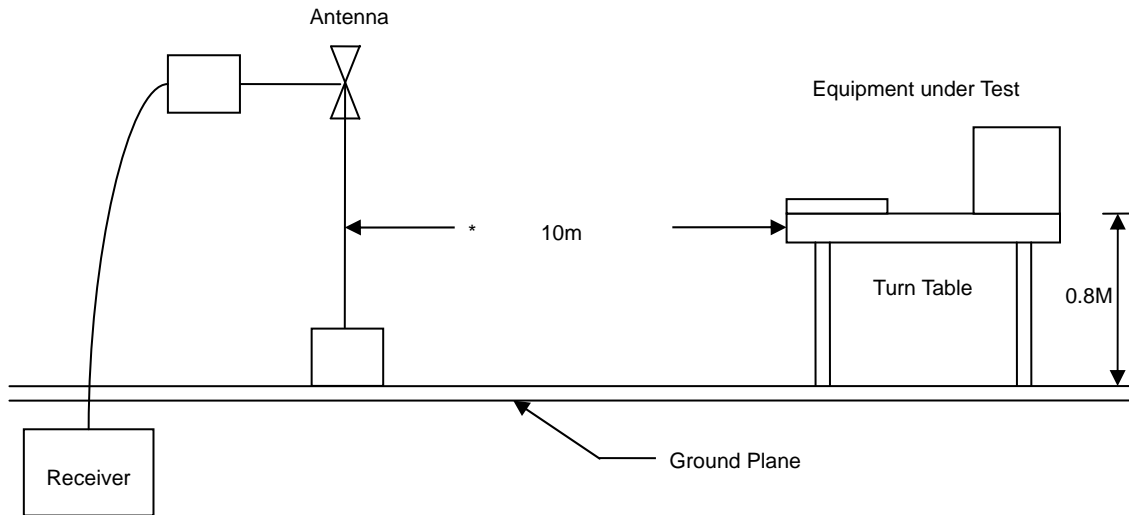 Antenna
Equipment under Test
* 10m
Turn Table
0.8M
Receiver
Ground Plane